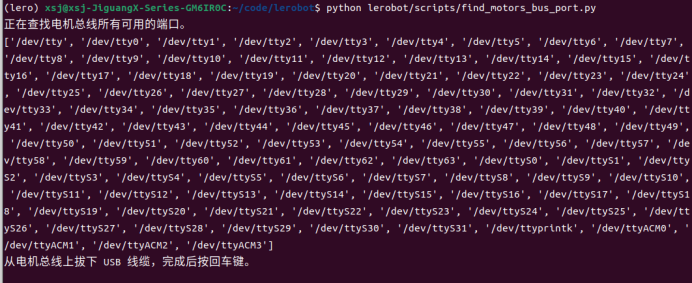 (lero) xsj@xsj-JiguangX-Series-GM6IR0C:~/code/lerobot$ python lerobot/scripts/find_motors_bus_port.py
正在查找电机总线所有可用的端口。
['/dev/tty', '/dev/tty0', '/dev/tty1', '/dev/tty2', '/dev/tty3', '/dev/tty4', '/dev/tty5', '/dev/tty6', '/dev/tty7',
'/dev/tty8', '/dev/tty9', '/dev/tty10', '/dev/tty11', '/dev/tty12', '/dev/tty13', '/dev/tty14', '/dev/tty15', '/dev/
tty16', '/dev/tty17', '/dev/tty18', '/dev/tty19', '/dev/tty20', '/dev/tty21', '/dev/tty22', '/dev/tty23', '/dev/tty24'
, '/dev/tty25', '/dev/tty26', '/dev/tty27', '/dev/tty28', '/dev/tty29', '/dev/tty30', '/dev/tty31', '/dev/tty32', '/d
ev/tty33', '/dev/tty34', '/dev/tty35', '/dev/tty36', '/dev/tty37', '/dev/tty38', '/dev/tty39', '/dev/tty40', '/dev/t
ty41', '/dev/tty42', '/dev/tty43', '/dev/tty44', '/dev/tty45', '/dev/tty46', '/dev/tty47', '/dev/tty48', '/dev/tty49',
'/dev/tty50', '/dev/tty51', '/dev/tty52', '/dev/tty53', '/dev/tty54', '/dev/tty55', '/dev/tty56', '/dev/tty57', '/de
v/tty58', '/dev/tty59', '/dev/tty60', '/dev/tty61', '/dev/tty62', '/dev/tty63', '/dev/ttyS0', '/dev/ttyS1', '/dev/tty
S2', '/dev/ttyS3', '/dev/ttyS4', '/dev/ttyS5', '/dev/ttyS6', '/dev/ttyS7', '/dev/ttyS8', '/dev/ttyS9', '/dev/ttyS10',
'/dev/ttyS11', '/dev/ttyS12', '/dev/ttyS13', '/dev/ttyS14', '/dev/ttyS15', '/dev/ttyS16', '/dev/ttyS17', '/dev/ttyS1
8', '/dev/ttyS19', '/dev/ttyS20', '/dev/ttyS21', '/dev/ttyS22', '/dev/ttyS23', '/dev/ttyS24', '/dev/ttyS25', '/dev/tt
yS26', '/dev/ttyS27', '/dev/ttyS28', '/dev/ttyS29', '/dev/ttyS30', '/dev/ttyS31', '/dev/ttyprintk', '/dev/ttyACM0', '
/dev/ttyACM1', '/dev/ttyACM2', '/dev/ttyACM3']
从电机总线上拔下 USB 线缆，完成后按回车键。